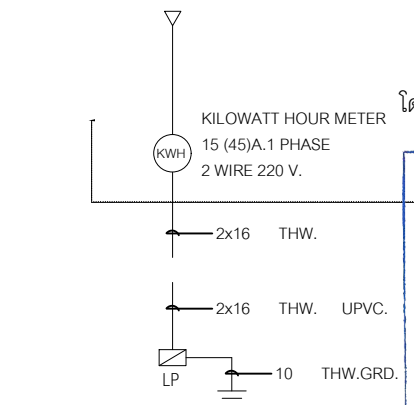 KILOWATT HOUR METER
KWH 15 (45)A.1 PHASE
2 WIRE 220 V.
2x16 THW.
2x16 THW. UPVC.
LP
10 THW.GRD.